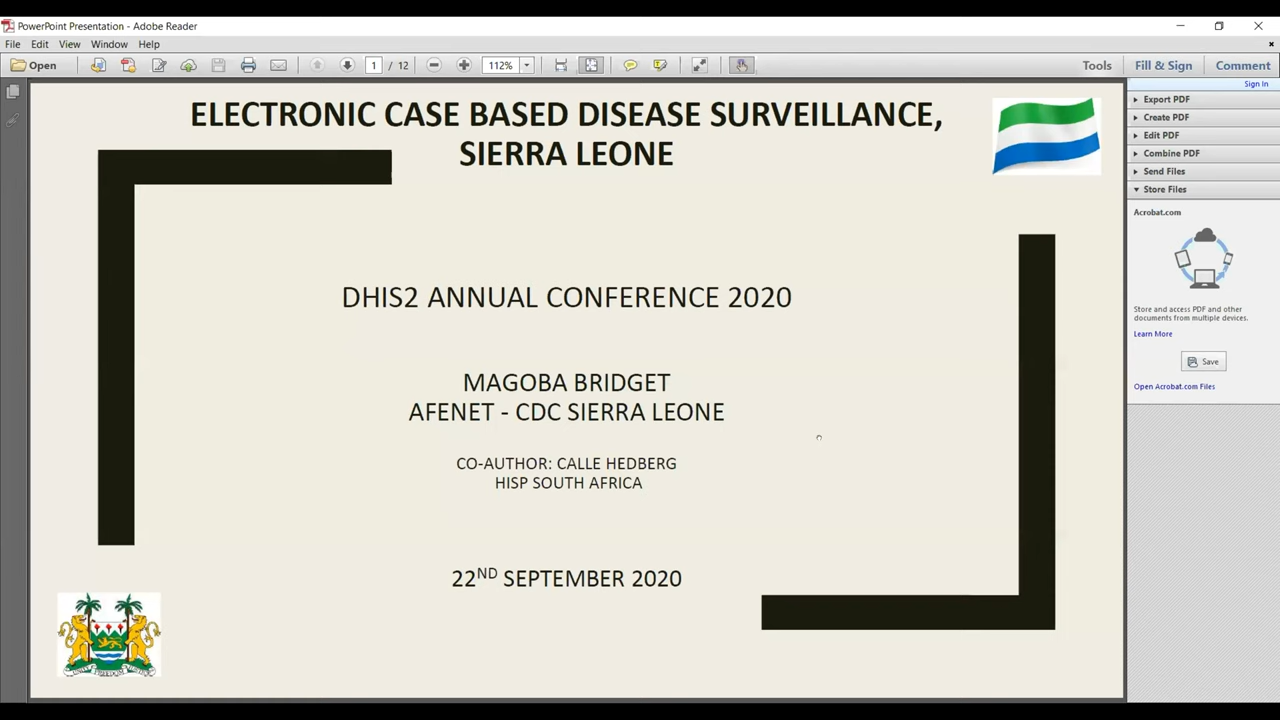 PowerPoint Presentation - Adobe Reader
File Edit View Window Help
Open 1 / 12 112% Tools Fill & Sign Comment
Sign In
Export PDF
Create PDF
Edit PDF
Combine PDF
Send Files
Store Files
Acrobat.com
Store and access PDF and other
documents from multiple devices.
Learn More
Save
Open Acrobat.com Files
ELECTRONIC CASE BASED DISEASE SURVEILLANCE,
SIERRA LEONE
DHIS2 ANNUAL CONFERENCE 2020
MAGOBA BRIDGET
AFENET - CDC SIERRA LEONE
CO-AUTHOR: CALLE HEDBERG
HISP SOUTH AFRICA
22ND SEPTEMBER 2020